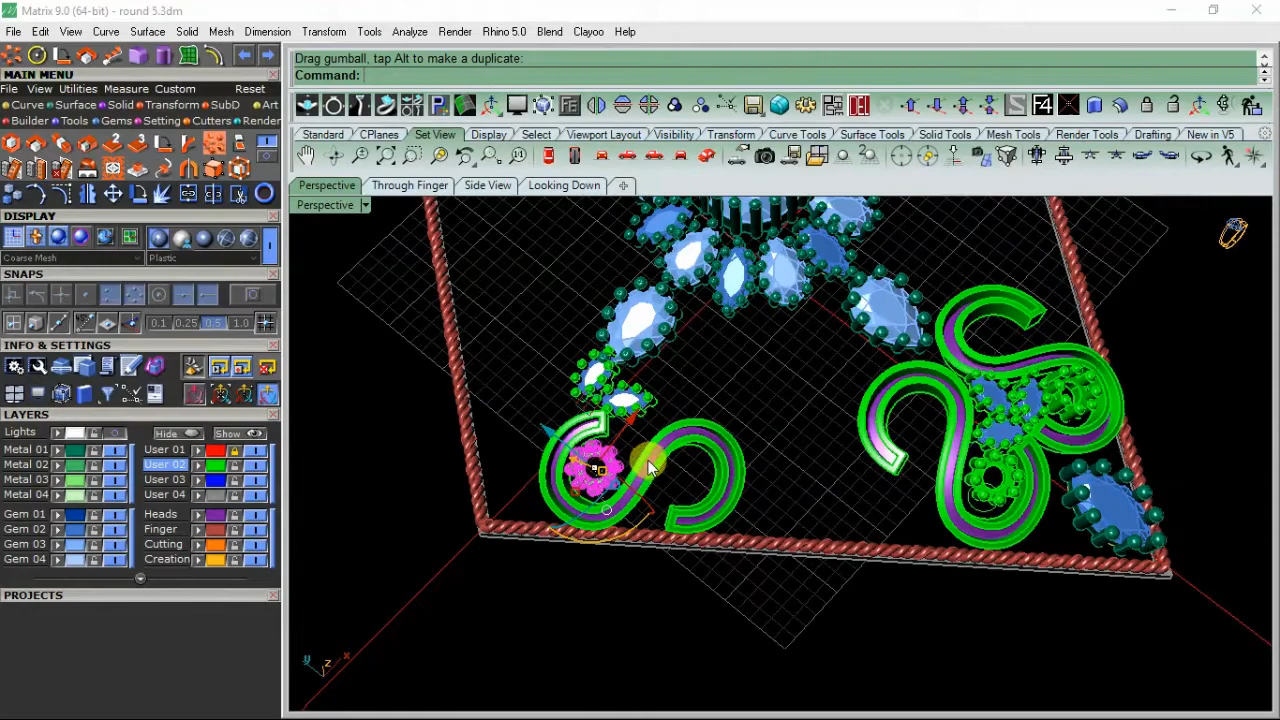 Matrix 9.0 (64-bit) - round 5.3dm
File Edit View Curve Surface Solid Mesh Dimension Transform Tools Analyze Render Rhino 5.0 Blend Clayoo Help
Drag gumball, tap Alt to make a duplicate:
Command:
MAIN MENU
File View Utilities Measure Custom Reset
Curve Surface Solid Transform SubD Art
Builder Tools Gems Setting Cutters Render
DISPLAY
Coarse Mesh Plastic
SNAPS
0.1 0.25 0.5 1.0
INFO & SETTINGS
LAYERS
Lights Hide Show
Metal 01 User 01
Metal 02 User 02
Metal 03 User 03
Metal 04 User 04
Gem 01 Heads
Gem 02 Finger
Gem 03 Cutting
Gem 04 Creation
PROJECTS
F4
Standard CPlanes Set View Display Select Viewport Layout Visibility Transform Curve Tools Surface Tools Solid Tools Mesh Tools Render Tools Drafting New in V5
Perspective Through Finger Side View Looking Down
Perspective
y z x